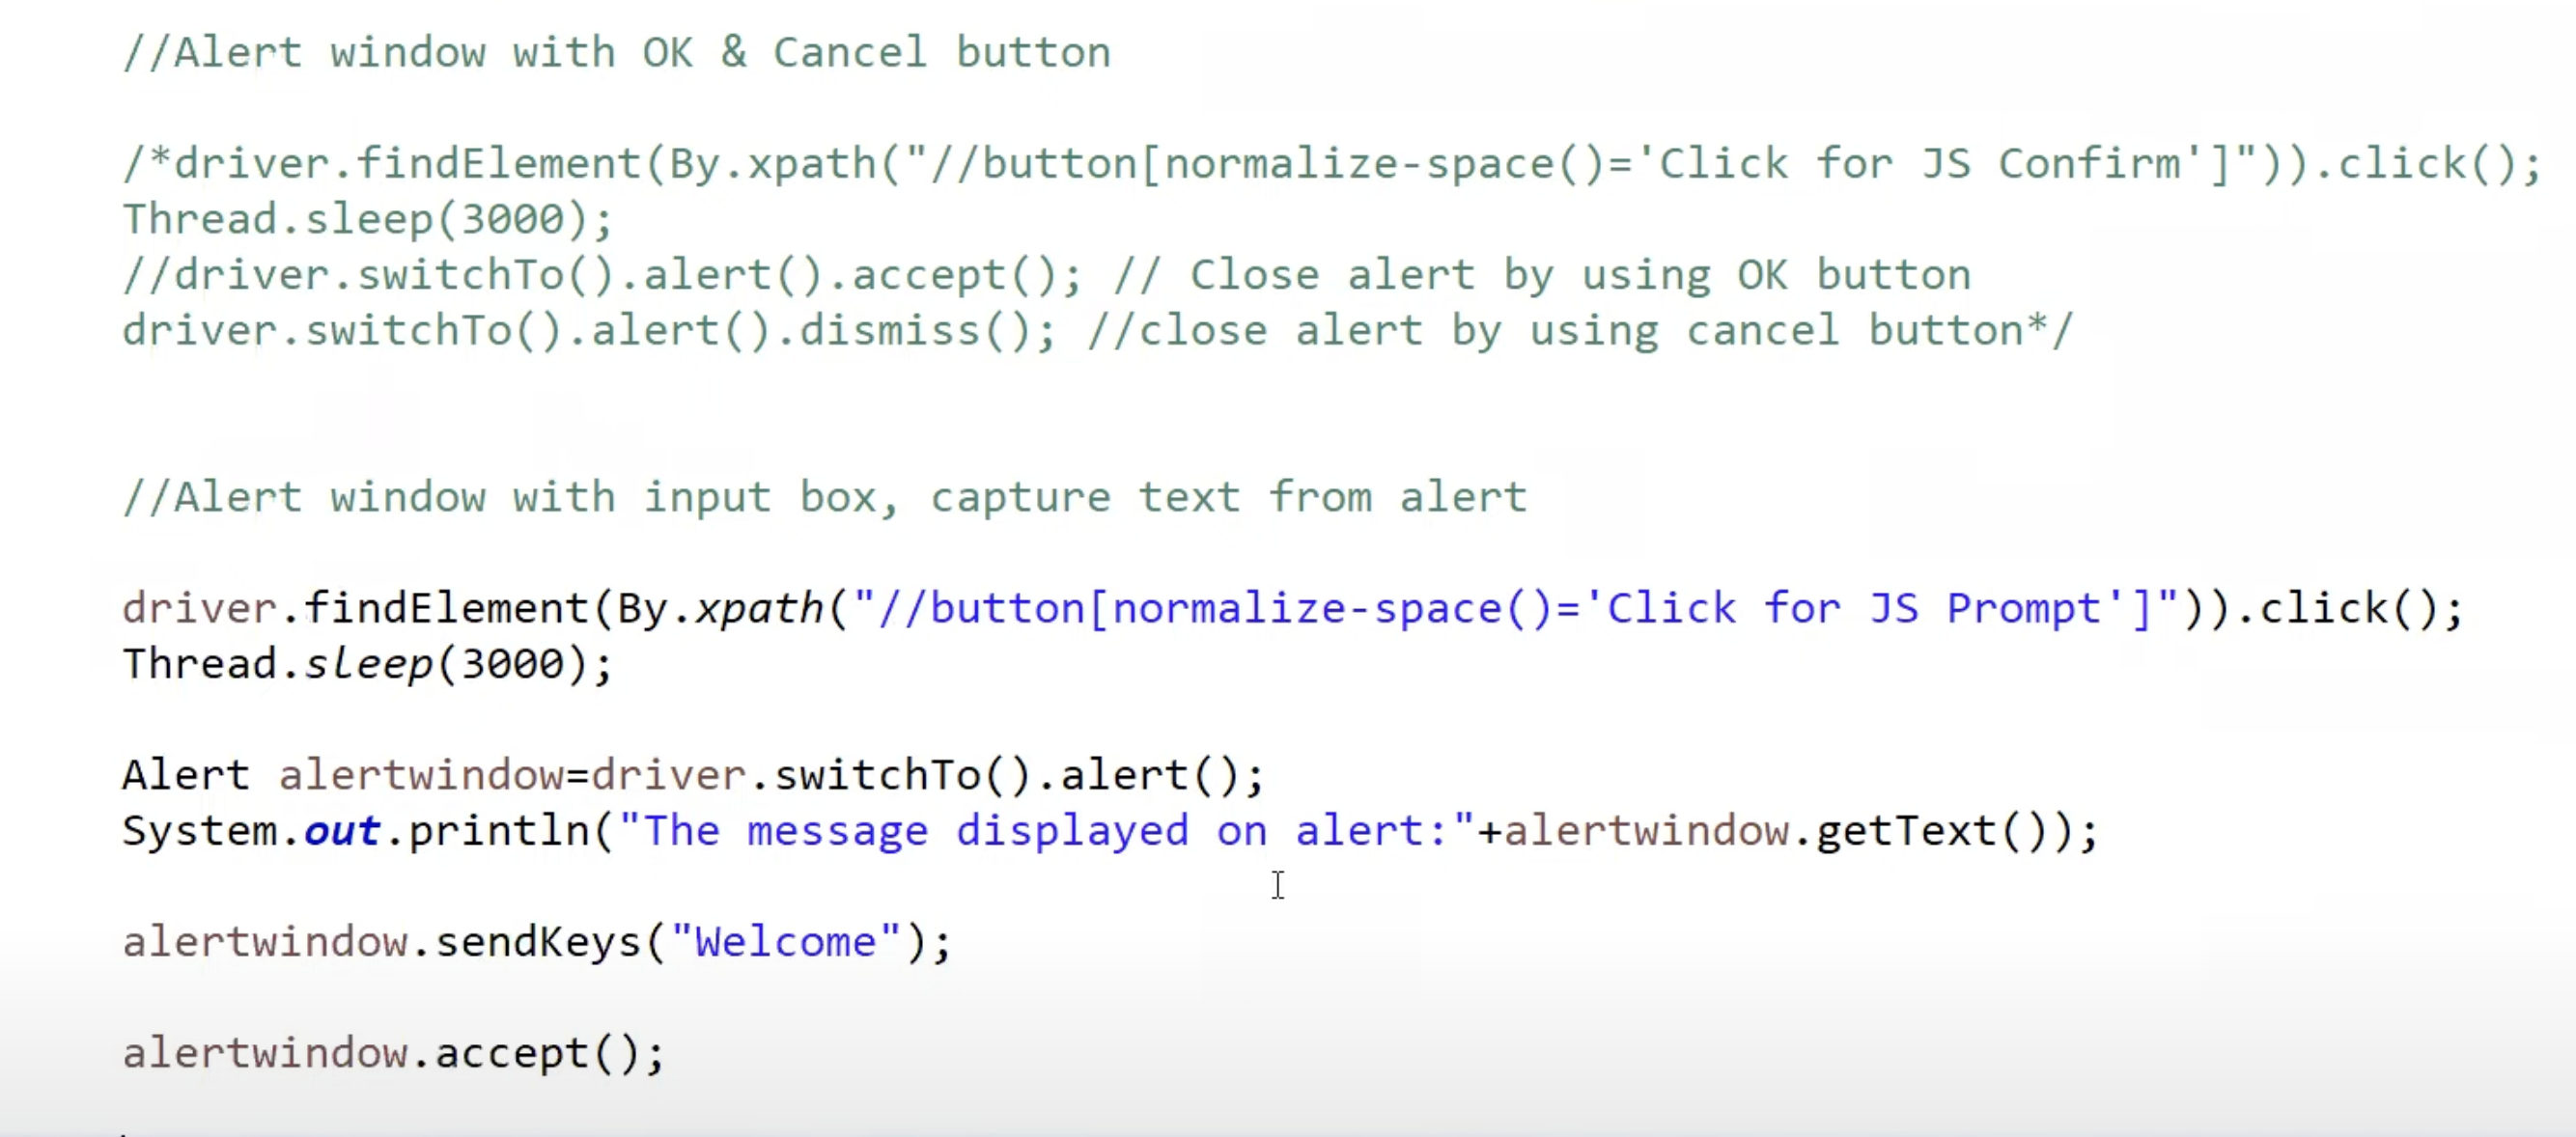 //Alert window with OK & Cancel button
/*driver.findElement(By.xpath("//button[normalize-space()='Click for JS Confirm']")).click();
Thread.sleep(3000);
//driver.switchTo().alert().accept(); // Close alert by using OK button
driver.switchTo().alert().dismiss(); //close alert by using cancel button*/
//Alert window with input box, capture text from alert
driver.findElement(By.xpath("//button[normalize-space()='Click for JS Prompt']")).click();
Thread.sleep(3000);
Alert alertwindow=driver.switchTo().alert();
System.out.println("The message displayed on alert:"+alertwindow.getText());
alertwindow.sendKeys("Welcome");
alertwindow.accept();